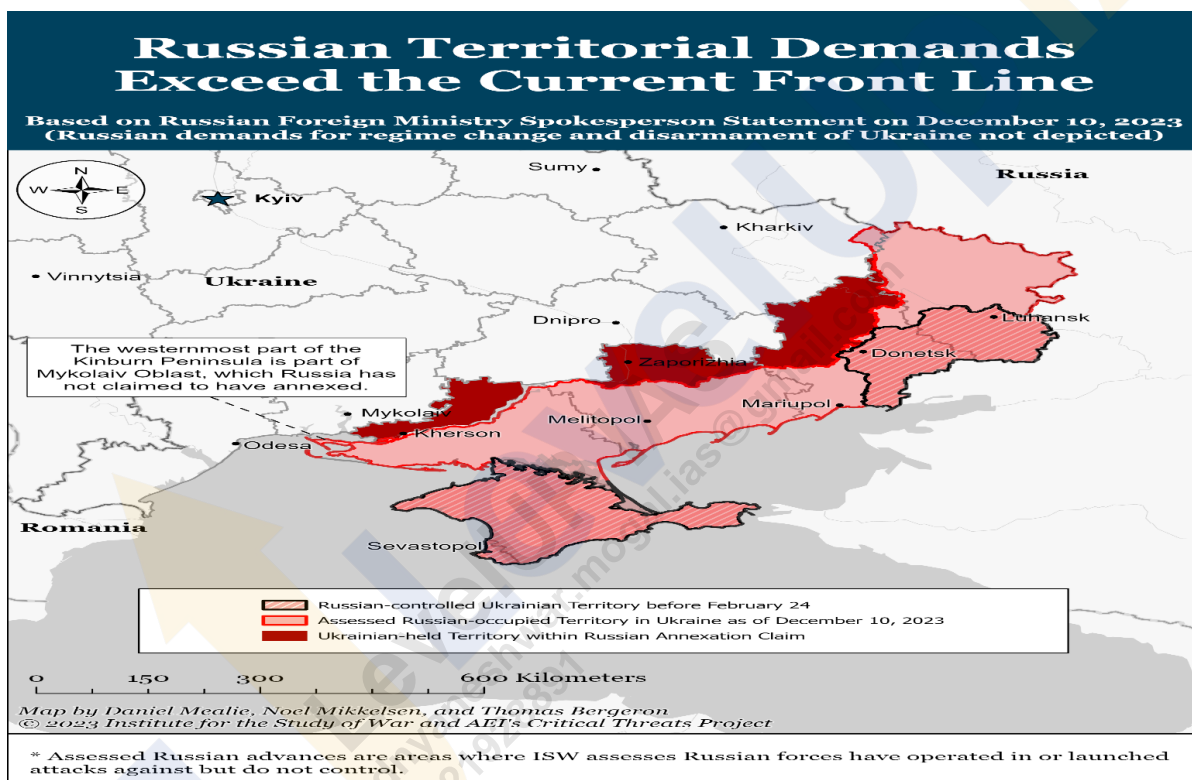 Russian Territorial Demands
Exceed the Current Front Line
Based on Russian Foreign Ministry Spokesperson Statement on December 10, 2023
(Russian demands for regime change and disarmament of Ukraine not depicted)
N
W
E
S
Sumy
Russia
Kyiv
Kharkiv
Vinnytsia
Ukraine
Luhansk
Dnipro
Donetsk
The westernmost part of the
Kinburn Peninsula is part of
Mykolaiv Oblast, which Russia has
not claimed to have annexed.
Zaporizhia
Mariupol
Mykolaiv
Melitopol
Kherson
Odesa
Romania
Sevastopol
Russian-controlled Ukrainian Territory before February 24
Assessed Russian-occupied Territory in Ukraine as of December 10, 2023
Ukrainian-held Territory within Russian Annexation Claim
0 150 300 600 Kilometers
Map by Daniel Mealie, Noel Mikkelsen, and Thomas Bergeron
© 2023 Institute for the Study of War and AEI's Critical Threats Project
* Assessed Russian advances are areas where ISW assesses Russian forces have operated in or launched
attacks against but do not control.